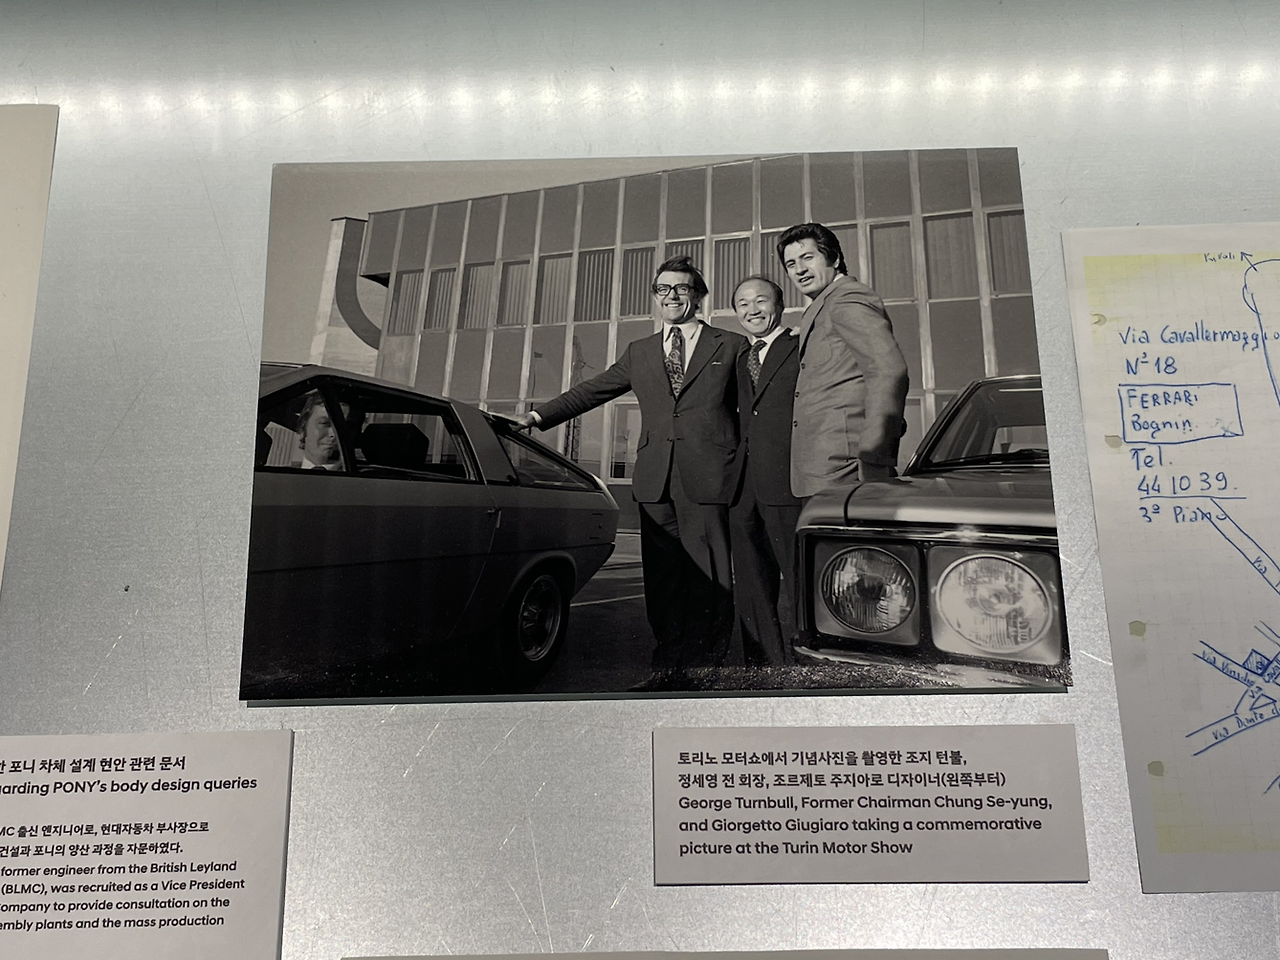 포니 차체 설계 현안 관련 문서
garding PONY's body design queries
MC 출신 엔지니어로, 현대자동차 부사장으로
건설과 포니의 양산 과정을 자문하였다.
former engineer from the British Leyland
(BLMC), was recruited as a Vice President
ompany to provide consultation on the
embly plants and the mass production
토리노 모터쇼에서 기념사진을 촬영한 조지 턴불,
정세영 전 회장, 조르제토 주지아로 디자이너(왼쪽부터)
George Turnbull, Former Chairman Chung Se-yung,
and Giorgetto Giugiaro taking a commemorative
picture at the Turin Motor Show
Via Cavallermaggio
Nº 18
FERRARi
Bognin
Tel.
44 10 39.
3º Piano
Via
Via